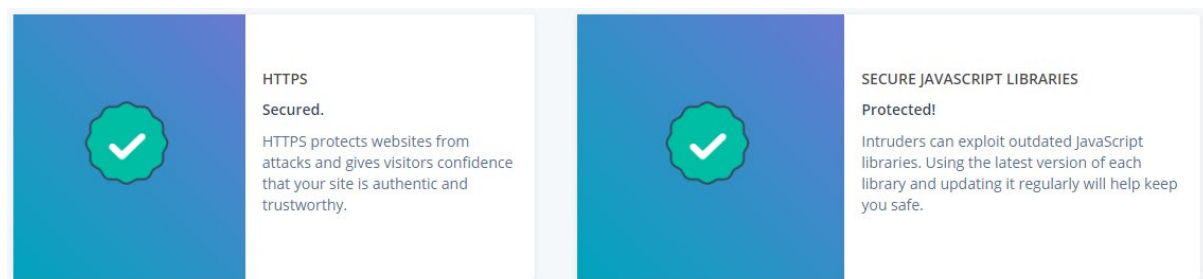 HTTPS
Secured.
HTTPS protects websites from
attacks and gives visitors confidence
that your site is authentic and
trustworthy.
SECURE JAVASCRIPT LIBRARIES
Protected!
Intruders can exploit outdated JavaScript
libraries. Using the latest version of each
library and updating it regularly will help keep
you safe.